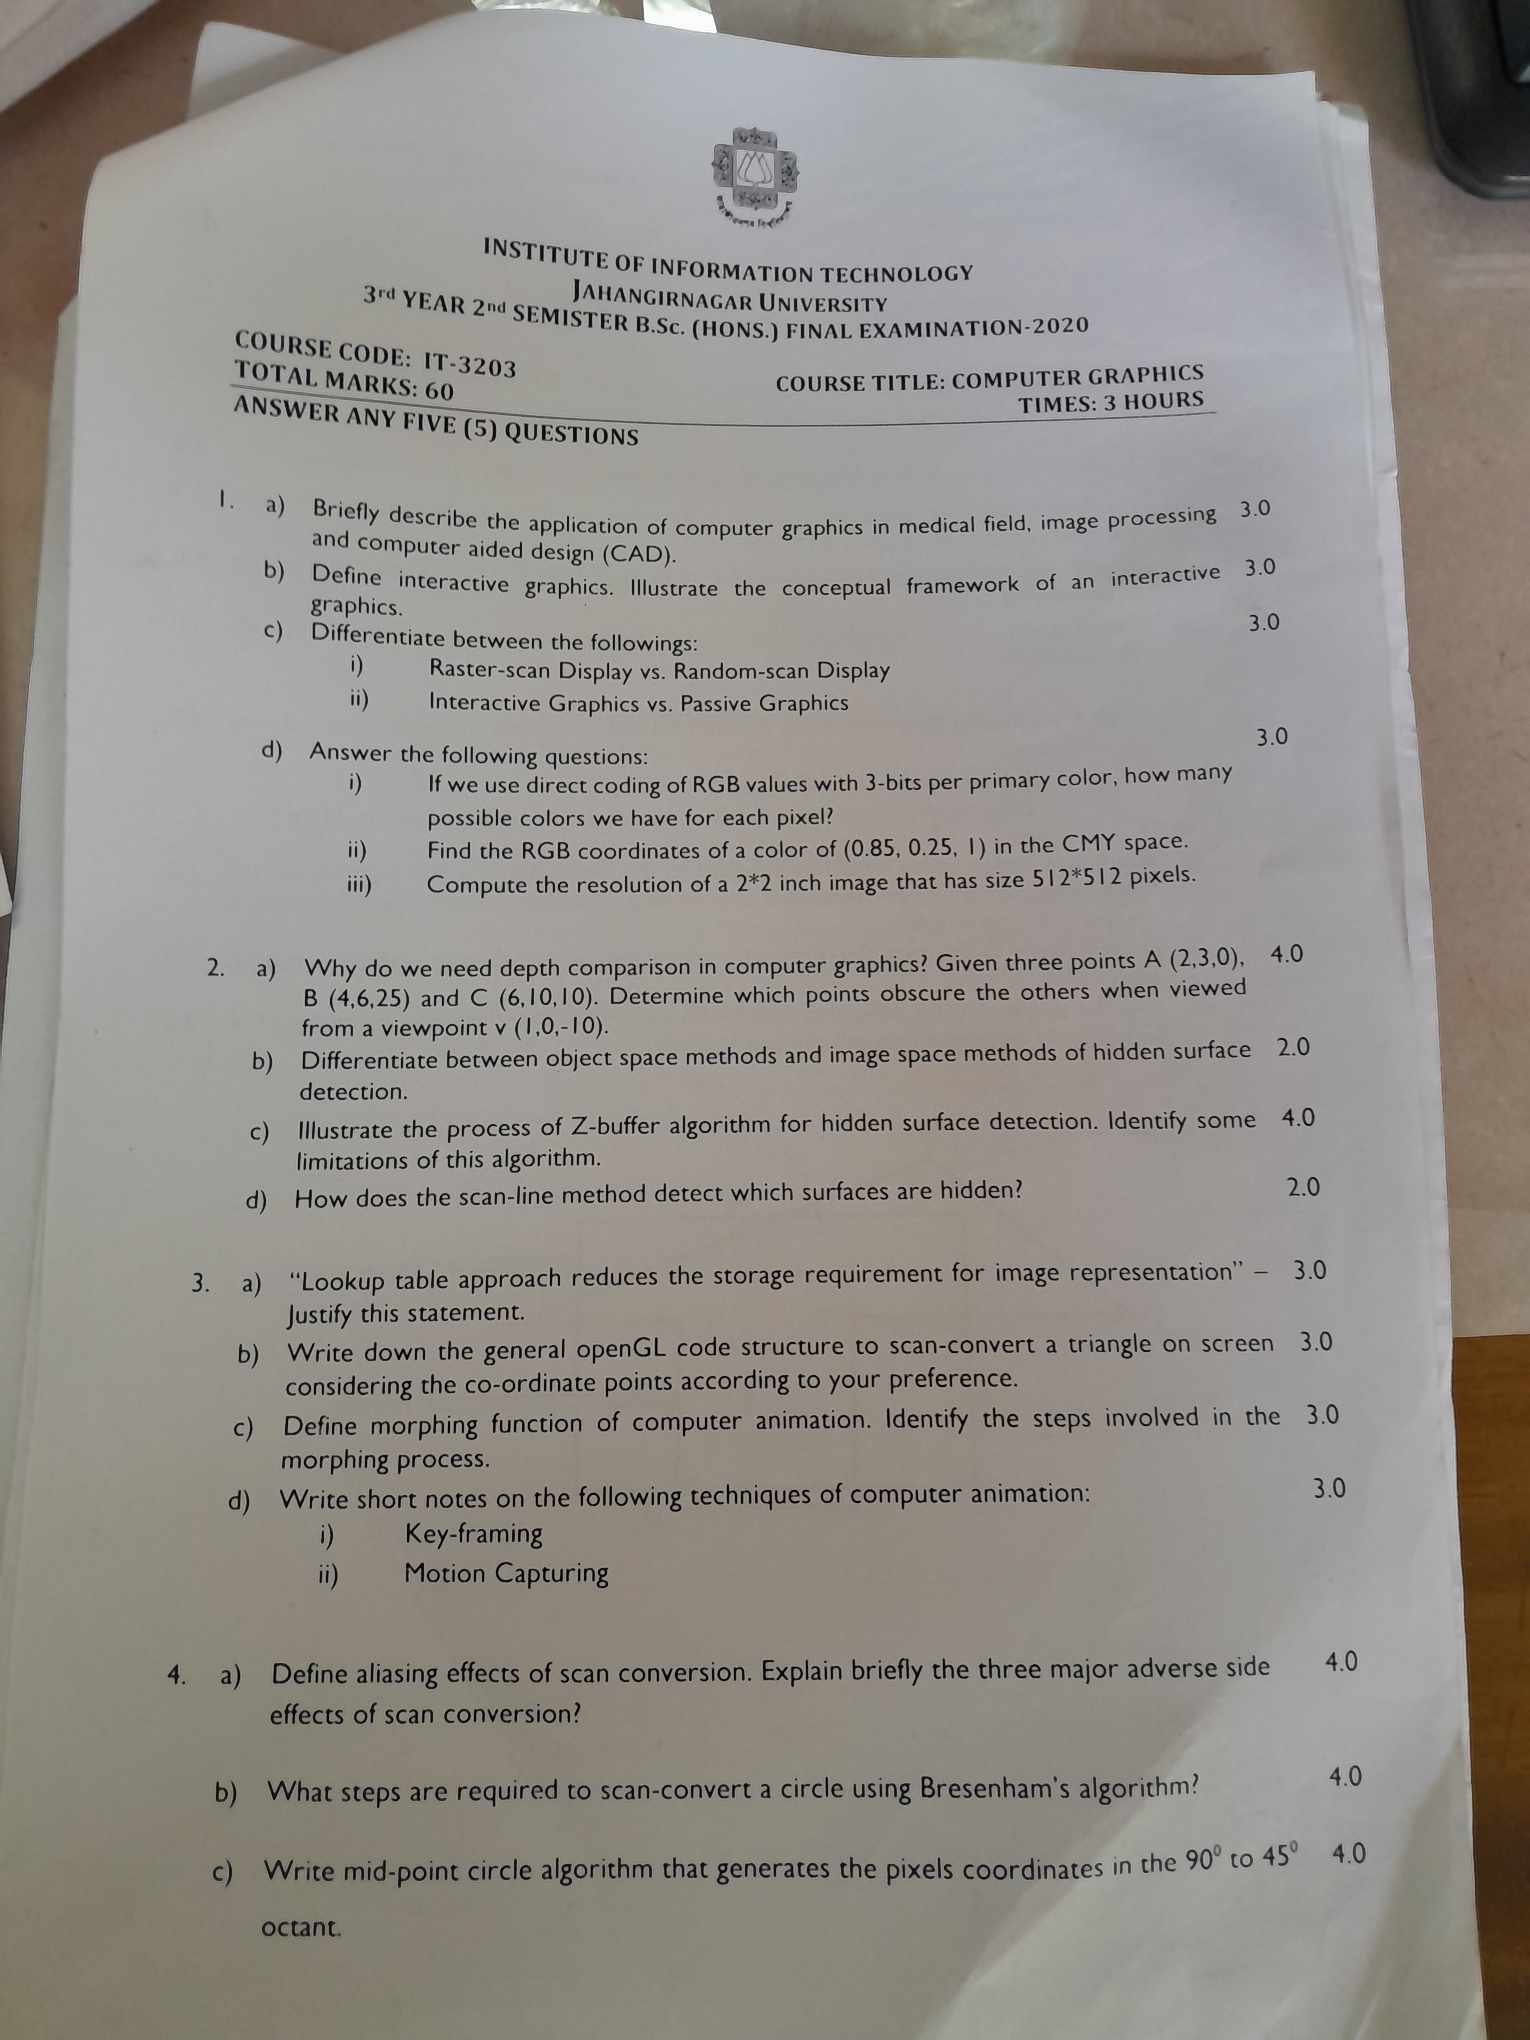 INSTITUTE OF INFORMATION TECHNOLOGY
JAHANGIRNAGAR UNIVERSITY
3rd YEAR 2nd SEMISTER B.Sc. (HONS.) FINAL EXAMINATION-2020
COURSE CODE: IT-3203
COURSE TITLE: COMPUTER GRAPHICS
TOTAL MARKS: 60
TIMES: 3 HOURS
ANSWER ANY FIVE (5) QUESTIONS
1. a) Briefly describe the application of computer graphics in medical field, image processing 3.0
and computer aided design (CAD).
b) Define interactive graphics. Illustrate the conceptual framework of an interactive 3.0
graphics.
c) Differentiate between the followings: 3.0
i) Raster-scan Display vs. Random-scan Display
ii) Interactive Graphics vs. Passive Graphics
d) Answer the following questions: 3.0
i) If we use direct coding of RGB values with 3-bits per primary color, how many
possible colors we have for each pixel?
ii) Find the RGB coordinates of a color of (0.85, 0.25, 1) in the CMY space.
iii) Compute the resolution of a 2*2 inch image that has size 512*512 pixels.
2. a) Why do we need depth comparison in computer graphics? Given three points A (2,3,0), 4.0
B (4,6,25) and C (6,10,10). Determine which points obscure the others when viewed
from a viewpoint v (1,0,-10).
b) Differentiate between object space methods and image space methods of hidden surface 2.0
detection.
c) Illustrate the process of Z-buffer algorithm for hidden surface detection. Identify some 4.0
limitations of this algorithm.
d) How does the scan-line method detect which surfaces are hidden? 2.0
3. a) “Lookup table approach reduces the storage requirement for image representation” – 3.0
Justify this statement.
b) Write down the general openGL code structure to scan-convert a triangle on screen 3.0
considering the co-ordinate points according to your preference.
c) Define morphing function of computer animation. Identify the steps involved in the 3.0
morphing process.
d) Write short notes on the following techniques of computer animation: 3.0
i) Key-framing
ii) Motion Capturing
4. a) Define aliasing effects of scan conversion. Explain briefly the three major adverse side 4.0
effects of scan conversion?
b) What steps are required to scan-convert a circle using Bresenham's algorithm? 4.0
c) Write mid-point circle algorithm that generates the pixels coordinates in the 90⁰ to 45⁰ 4.0
octant.